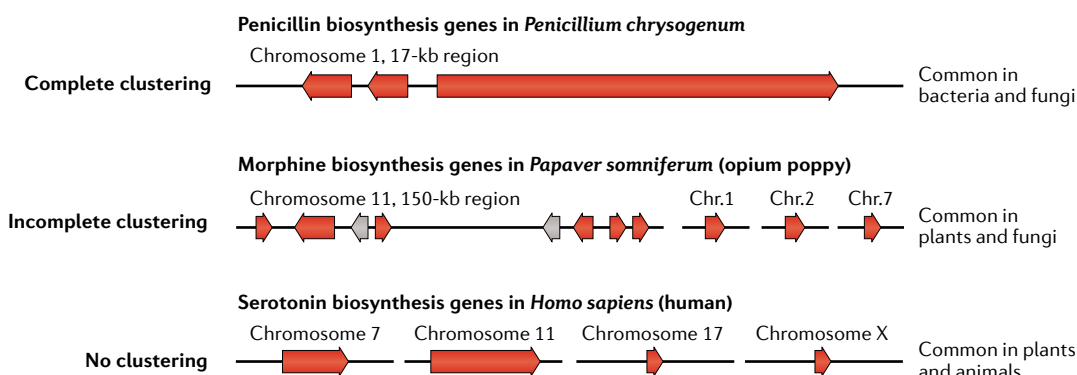 Penicillin biosynthesis genes in Penicillium chrysogenum
Chromosome 1, 17-kb region
Complete clustering
Common in
bacteria and fungi
Morphine biosynthesis genes in Papaver somniferum (opium poppy)
Chromosome 11, 150-kb region
Chr.1
Chr.2
Chr.7
Incomplete clustering
Common in
plants and fungi
Serotonin biosynthesis genes in Homo sapiens (human)
Chromosome 7
Chromosome 11
Chromosome 17
Chromosome X
No clustering
Common in plants
and animals